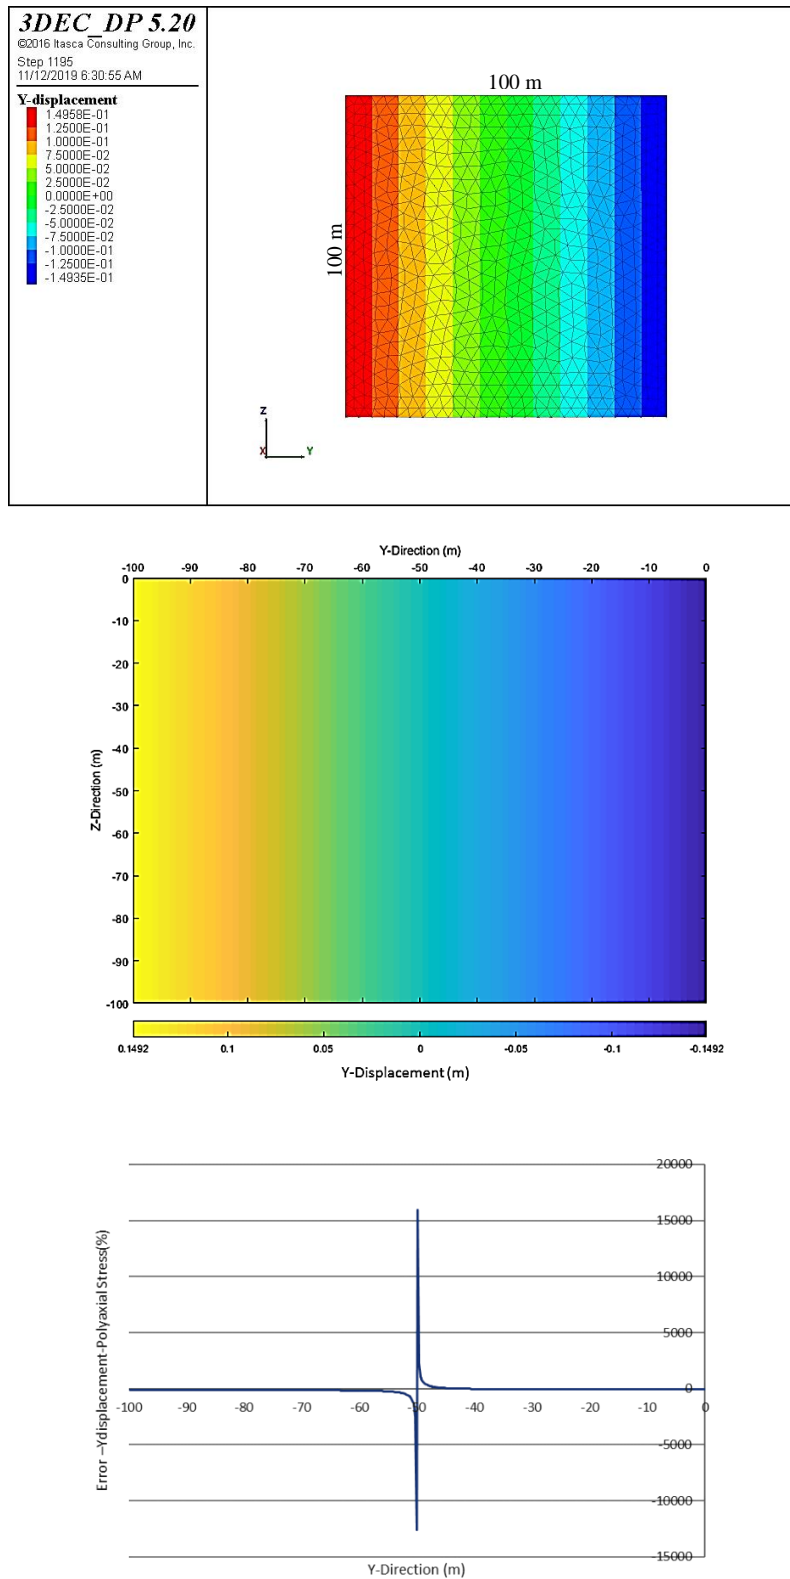 3DEC_DP 5.20
©2016 Itasca Consulting Group, Inc.
Step 1195
11/12/2019 6:30:55 AM
Y-displacement
1.4958E-01
1.2500E-01
1.0000E-01
7.5000E-02
5.0000E-02
2.5000E-02
0.0000E+00
-2.5000E-02
-5.0000E-02
-7.5000E-02
-1.0000E-01
-1.2500E-01
-1.4935E-01
100 m
100 m
Z
X Y
Y-Direction (m)
-100 -90 -80 -70 -60 -50 -40 -30 -20 -10 0
0
-10
-20
-30
-40
-50
-60
-70
-80
-90
-100
Z-Direction (m)
0.1492 0.1 0.05 0 -0.05 -0.1 -0.1492
Y-Displacement (m)
20000
15000
10000
5000
0
-100 -90 -80 -70 -60 -50 -40 -30 -20 -10 0
-5000
-10000
-15000
Error –Ydisplacement-Polyaxial Stress(%)
Y-Direction (m)